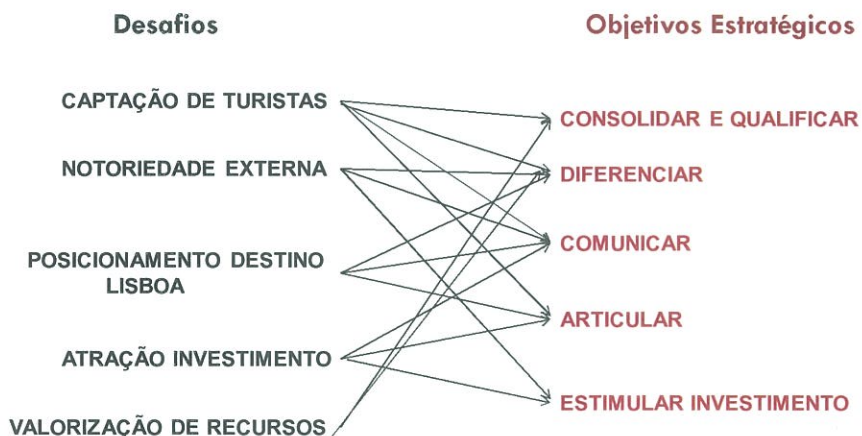 Desafios
Objetivos Estratégicos
CAPTAÇÃO DE TURISTAS
CONSOLIDAR E QUALIFICAR
NOTORIEDADE EXTERNA
DIFERENCIAR
COMUNICAR
POSICIONAMENTO DESTINO
LISBOA
ARTICULAR
ATRAÇÃO INVESTIMENTO
ESTIMULAR INVESTIMENTO
VALORIZAÇÃO DE RECURSOS